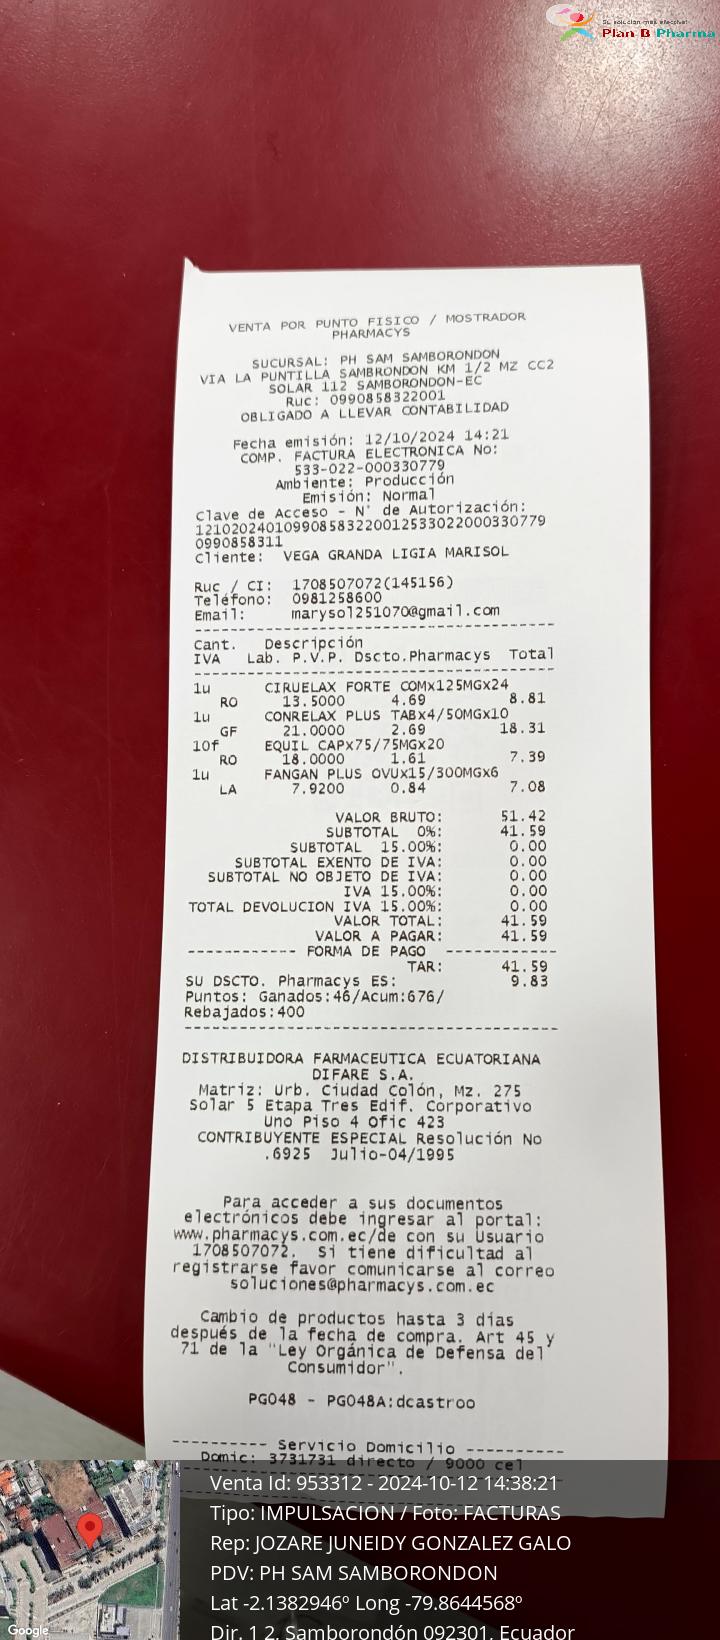 Su solución más efectiva!
Plan B Pharma
VENTA POR PUNTO FISICO / MOSTRADOR
PHARMACYS
SUCURSAL: PH SAM SAMBORONDON
VIA LA PUNTILLA SAMBRONDON KM 1/2 MZ CC2
SOLAR 112 SAMBORONDON-EC
Ruc: 0990858322001
OBLIGADO A LLEVAR CONTABILIDAD
Fecha emisión: 12/10/2024 14:21
COMP. FACTURA ELECTRONICA No:
533-022-000330779
Ambiente: Producción
Emisión: Normal
Clave de Acceso - N° de Autorización:
121020240109908583220012533022000330779
0990858311
Cliente: VEGA GRANDA LIGIA MARISOL
Ruc / CI: 1708507072(145156)
Teléfono: 0981258600
Email: marysol251070@gmail.com
Cant. Descripción
IVA Lab. P.V.P. Dscto.Pharmacys Total
1u CIRUELAX FORTE COMx125MGx24
RO 13.5000 4.69 8.81
1u CONRELAX PLUS TABx4/50MGx10
GF 21.0000 2.69 18.31
10f EQUIL CAPx75/75MGx20
RO 18.0000 1.61 7.39
1u FANGAN PLUS OVUx15/300MGx6
LA 7.9200 0.84 7.08
VALOR BRUTO: 51.42
SUBTOTAL 0%: 41.59
SUBTOTAL 15.00%: 0.00
SUBTOTAL EXENTO DE IVA: 0.00
SUBTOTAL NO OBJETO DE IVA: 0.00
IVA 15.00%: 0.00
TOTAL DEVOLUCION IVA 15.00%: 0.00
VALOR TOTAL: 41.59
VALOR A PAGAR: 41.59
------------ FORMA DE PAGO ------------
TAR: 41.59
SU DSCTO. Pharmacys ES: 9.83
Puntos: Ganados:46/Acum:676/
Rebajados:400
DISTRIBUIDORA FARMACEUTICA ECUATORIANA
DIFARE S.A.
Matriz: Urb. Ciudad Colón, Mz. 275
Solar 5 Etapa Tres Edif. Corporativo
Uno Piso 4 Ofic 423
CONTRIBUYENTE ESPECIAL Resolución No
.6925 Julio-04/1995
Para acceder a sus documentos
electrónicos debe ingresar al portal:
www.pharmacys.com.ec/de con su Usuario
1708507072. Si tiene dificultad al
registrarse favor comunicarse al correo
soluciones@pharmacys.com.ec
Cambio de productos hasta 3 días
después de la fecha de compra. Art 45 y
71 de la "Ley Orgánica de Defensa del
Consumidor".
PG048 - PG048A:dcastroo
---------- Servicio Domicilio ----------
Domic: 3731731 directo / 9000 cel
Venta Id: 953312 - 2024-10-12 14:38:21
Tipo: IMPULSACION / Foto: FACTURAS
Rep: JOZARE JUNEIDY GONZALEZ GALO
PDV: PH SAM SAMBORONDON
Lat -2.1382946º Long -79.8644568º
Dir. 1 2, Samborondón 092301, Ecuador
Google